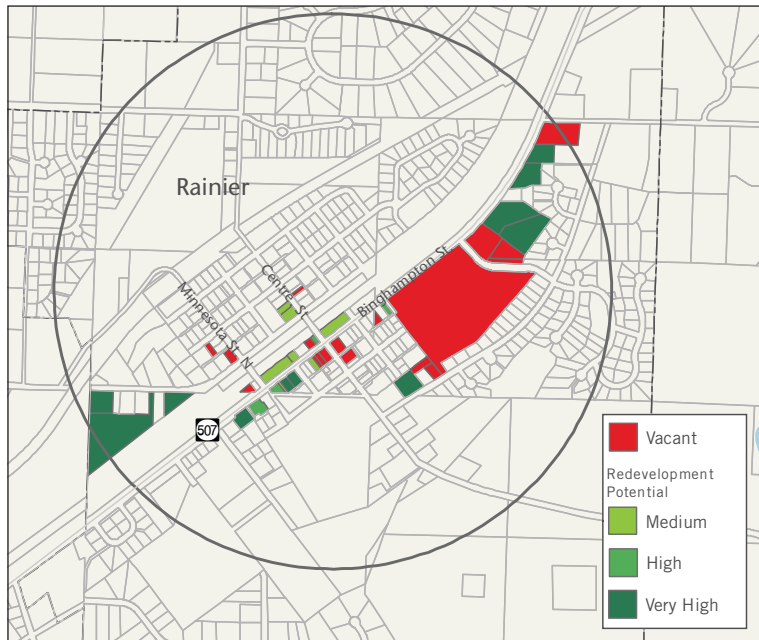 Rainier
Binghampton St
Centre St
Minnesota St N
507
Vacant
Redevelopment
Potential
Medium
High
Very High